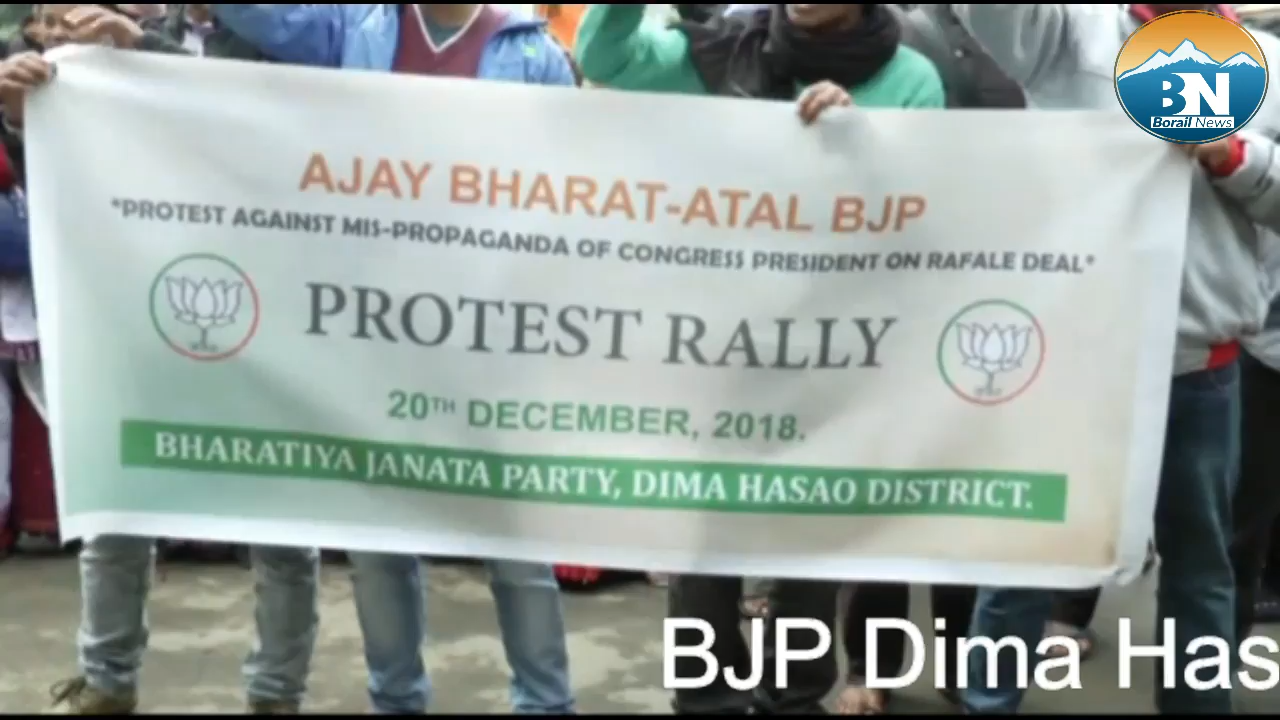 BN
Borail News
AJAY BHARAT-ATAL BJP
*PROTEST AGAINST MIS-PROPAGANDA OF CONGRESS PRESIDENT ON RAFALE DEAL*
PROTEST RALLY
20TH DECEMBER, 2018.
BHARATIYA JANATA PARTY, DIMA HASAO DISTRICT.
BJP Dima Has